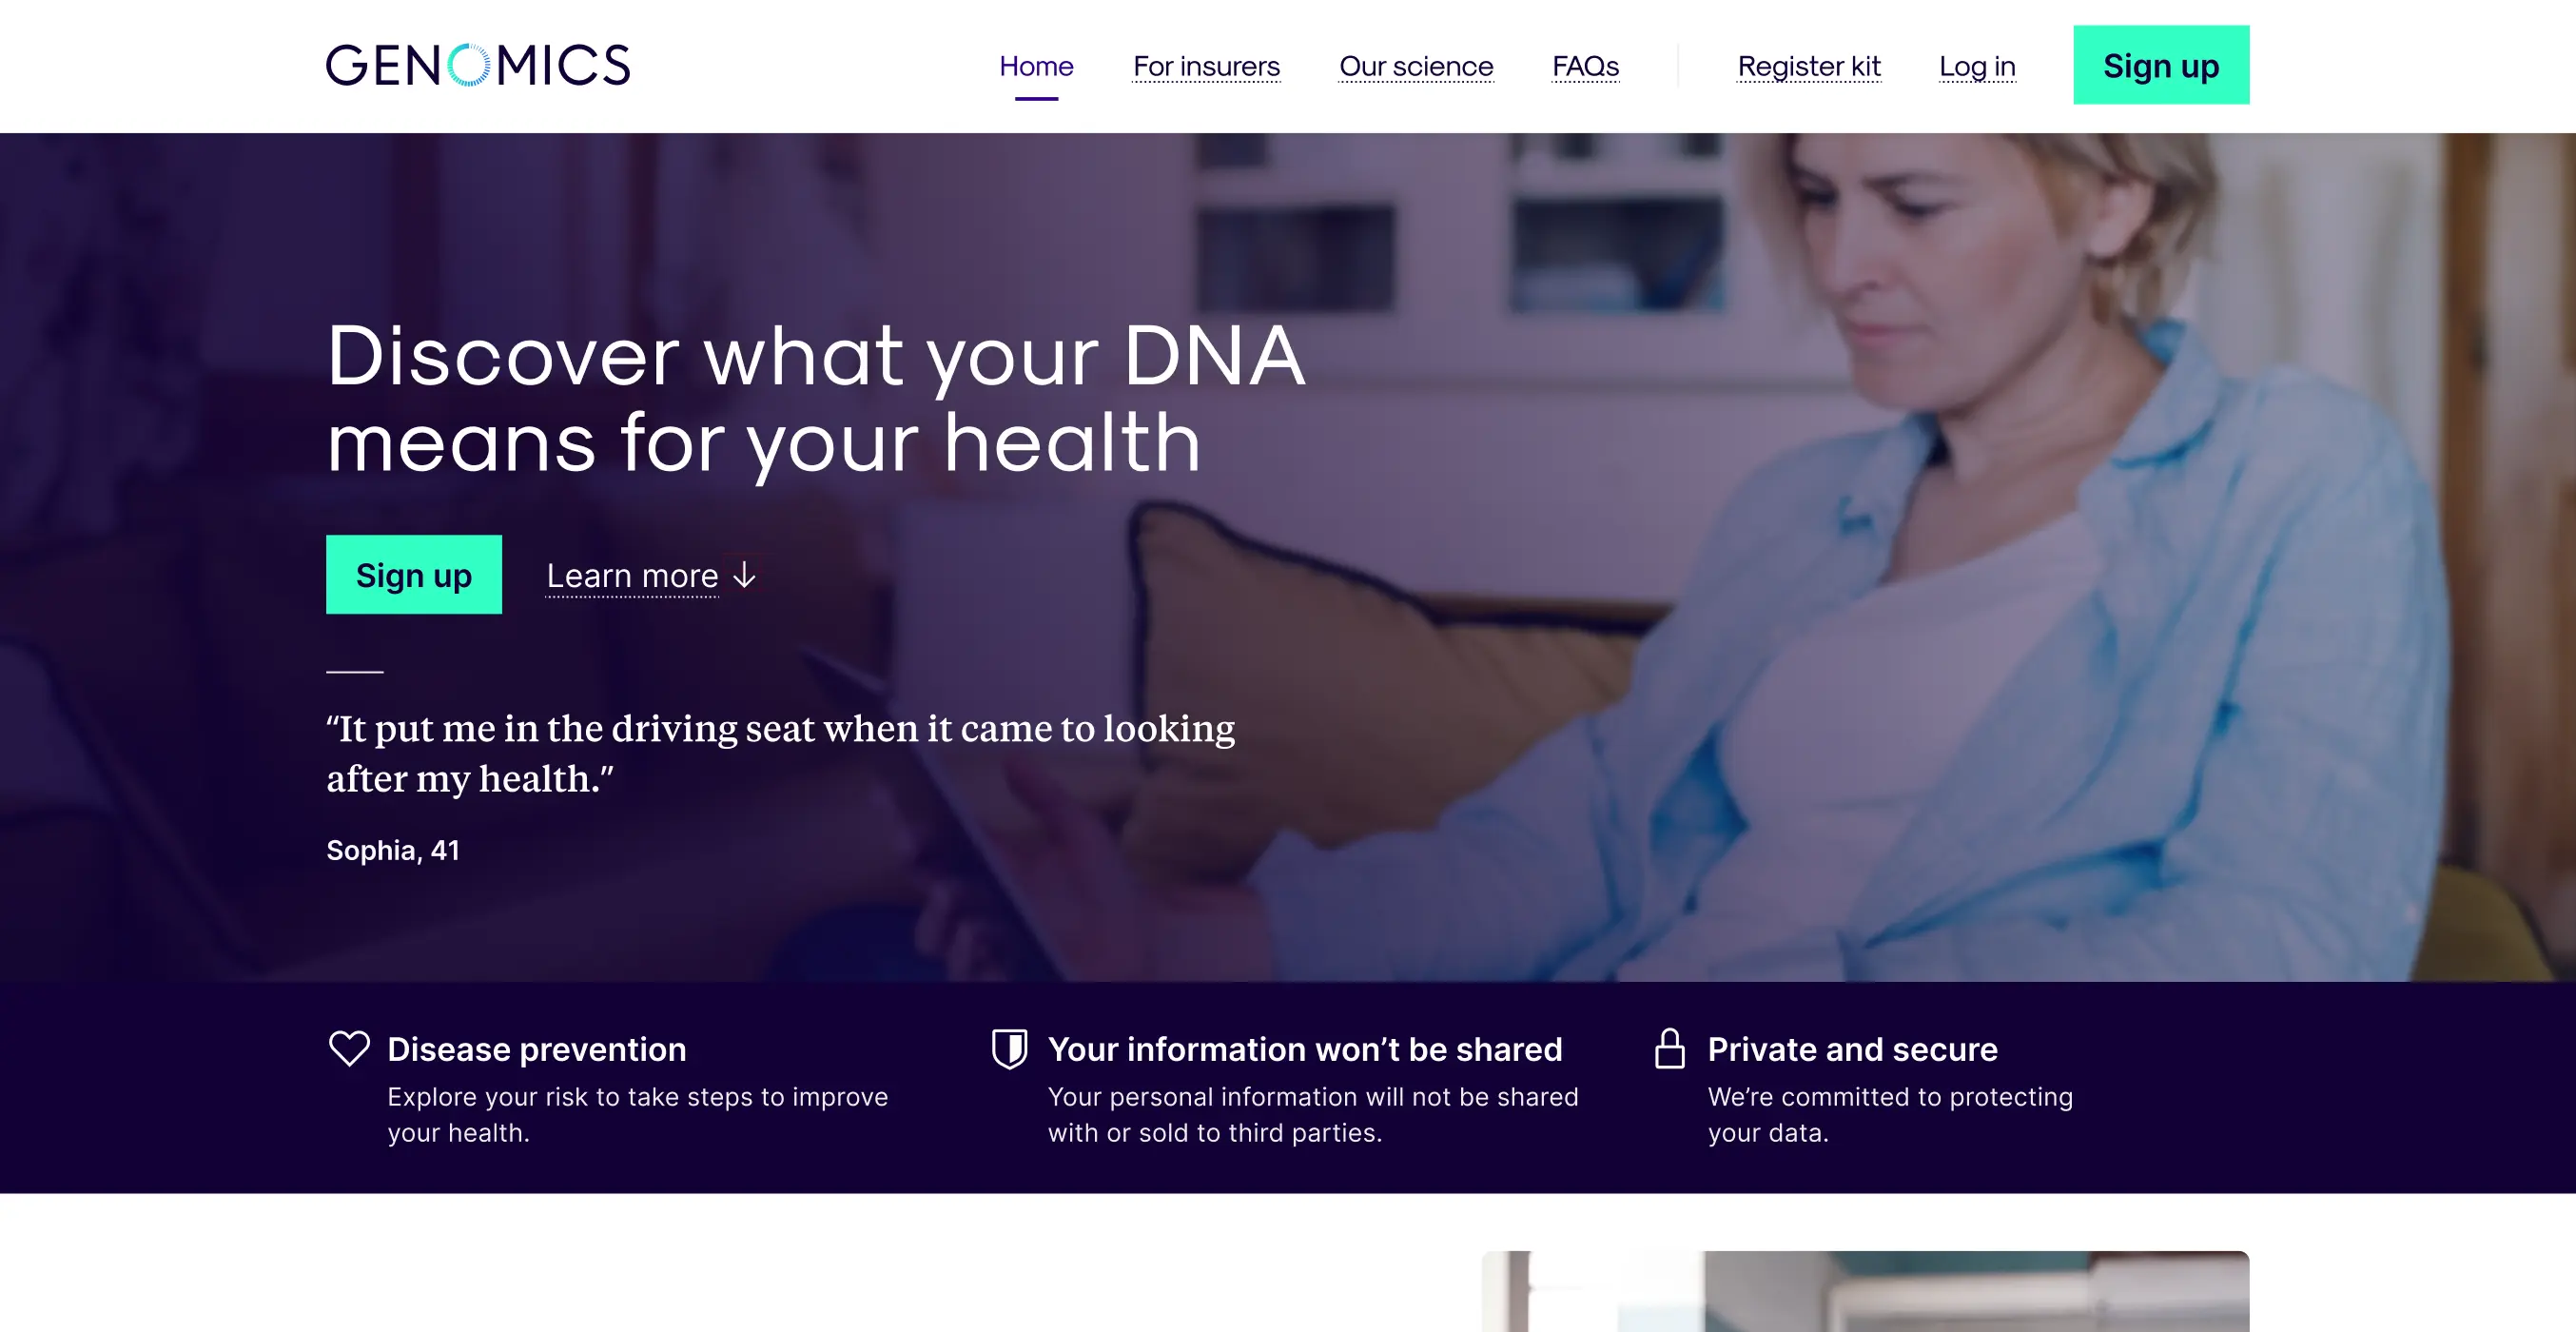 GENOMICS
Home
For insurers
Our science
FAQs
Register kit
Log in
Sign up
Discover what your DNA
means for your health
Sign up
Learn more ↓
“It put me in the driving seat when it came to looking
after my health.”
Sophia, 41
Disease prevention
Explore your risk to take steps to improve
your health.
Your information won’t be shared
Your personal information will not be shared
with or sold to third parties.
Private and secure
We’re committed to protecting
your data.